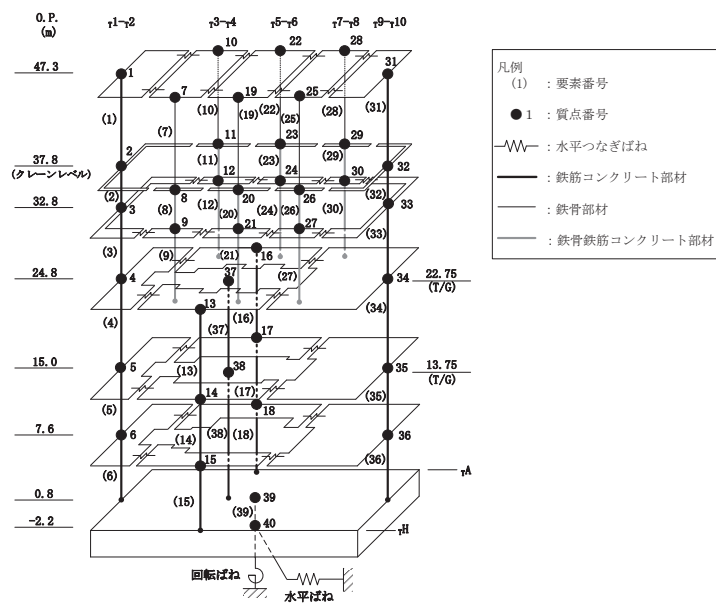 O.P.
(m)
T1-T2 T3-T4 T5-T6 T7-T8 T9-T10
47.3
37.8
(クレーンレベル)
32.8
24.8
15.0
7.6
0.8
-2.2
10 22 28
1 31
7 19 25
(1) (10) (22) (28) (31)
(7) (19) (25)
11 23 29
2 (11) (23) (29) 32
12 24 30
(2) 8 (12) 20 (24) 26 (30) (32)
3 (8) (20) (26) 33
9 21 27
(3) (9) (21) 16 (33)
37 (27)
4 34 22.75
(T/G)
13
(4) (37) (16) (34)
17
5 (13) 38 35 13.75
(T/G)
(5) 14 (17) (35)
18
6 (14) (38) (18) 36
(6) 15 (36)
TA
(15) 39
(39)
40 TH
回転ばね
水平ばね
凡例
(1) : 要素番号
1 : 質点番号
: 水平つなぎばね
: 鉄筋コンクリート部材
: 鉄骨部材
: 鉄骨鉄筋コンクリート部材